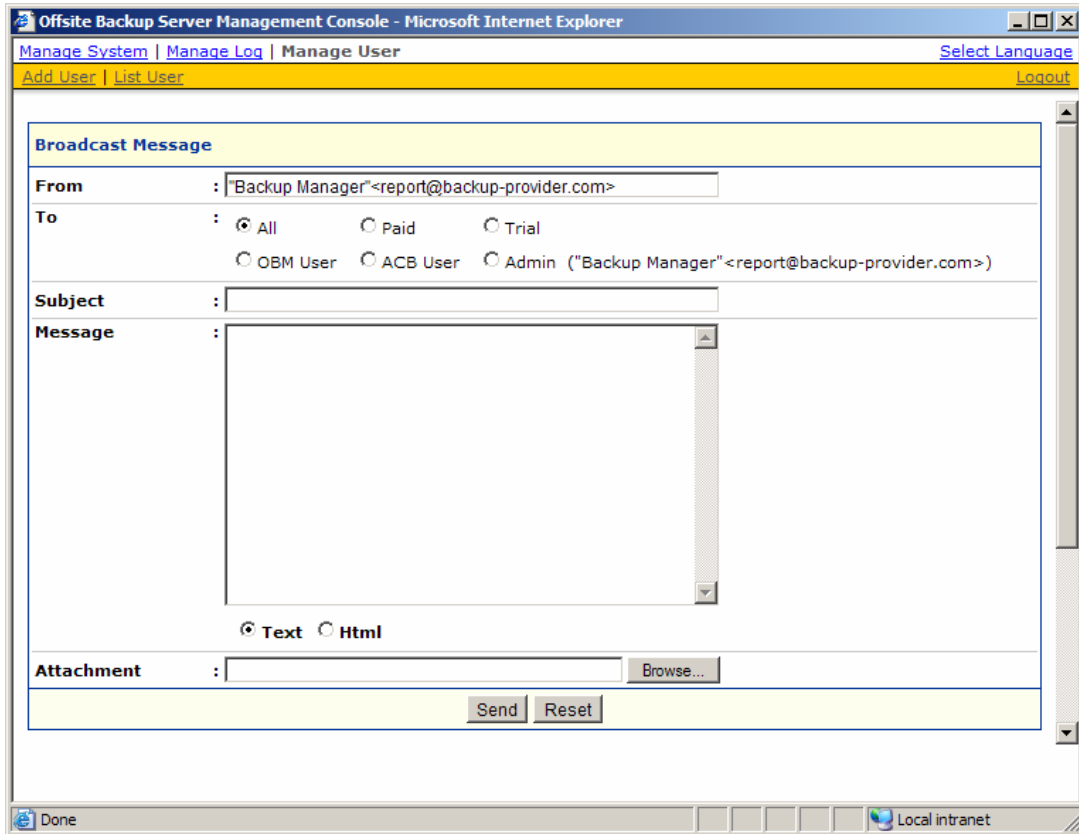 Offsite Backup Server Management Console - Microsoft Internet Explorer
Manage System | Manage Log | Manage User Select Language
Add User | List User Logout
Broadcast Message
From : "Backup Manager"<report@backup-provider.com>
To : All Paid Trial
OBM User ACB User Admin ("Backup Manager"<report@backup-provider.com>)
Subject :
Message :
Text Html
Attachment : Browse...
Send Reset
Done Local intranet